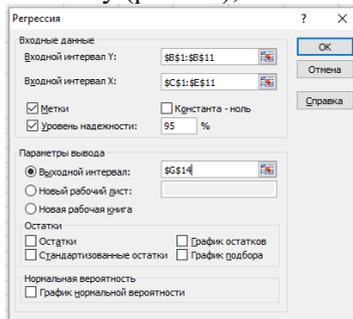 Регрессия ? ×
Входные данные
Входной интервал Y: $B$1:$B$11
Входной интервал X: $C$1:$E$11
Метки Константа - ноль
Уровень надежности: 95 %
ОК
Отмена
Справка
Параметры вывода
Выходной интервал: $G$14
Новый рабочий лист:
Новая рабочая книга
Остатки
Остатки График остатков
Стандартизованные остатки График подбора
Нормальная вероятность
График нормальной вероятности